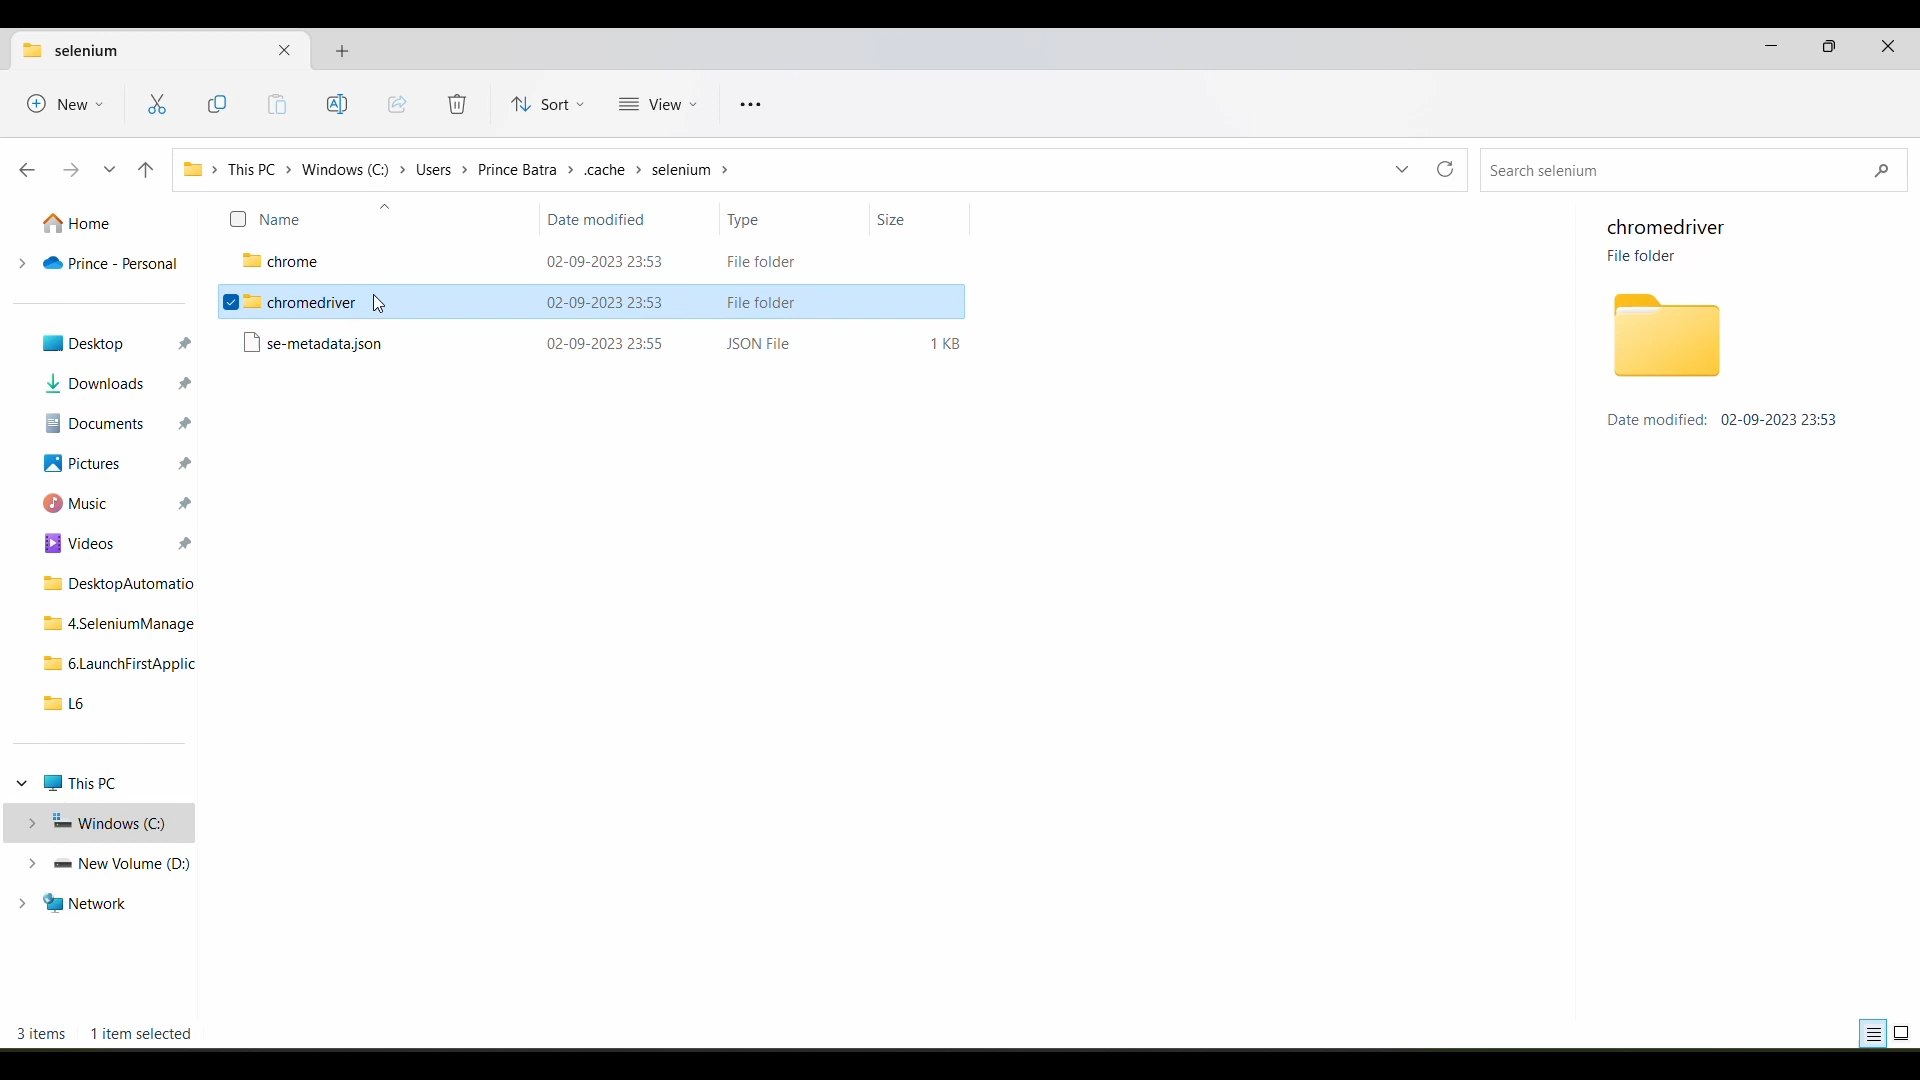 selenium
New
Sort
View
This PC > Windows (C:) > Users > Prince Batra > .cache > selenium >
Search selenium
Home
Prince - Personal
Desktop
Downloads
Documents
Pictures
Music
Videos
DesktopAutomatio
4.SeleniumManage
6.LaunchFirstApplic
L6
This PC
Windows (C:)
New Volume (D:)
Network
Name Date modified Type Size
chrome 02-09-2023 23:53 File folder
chromedriver 02-09-2023 23:53 File folder
se-metadata.json 02-09-2023 23:55 JSON File 1 KB
chromedriver
File folder
Date modified: 02-09-2023 23:53
3 items 1 item selected